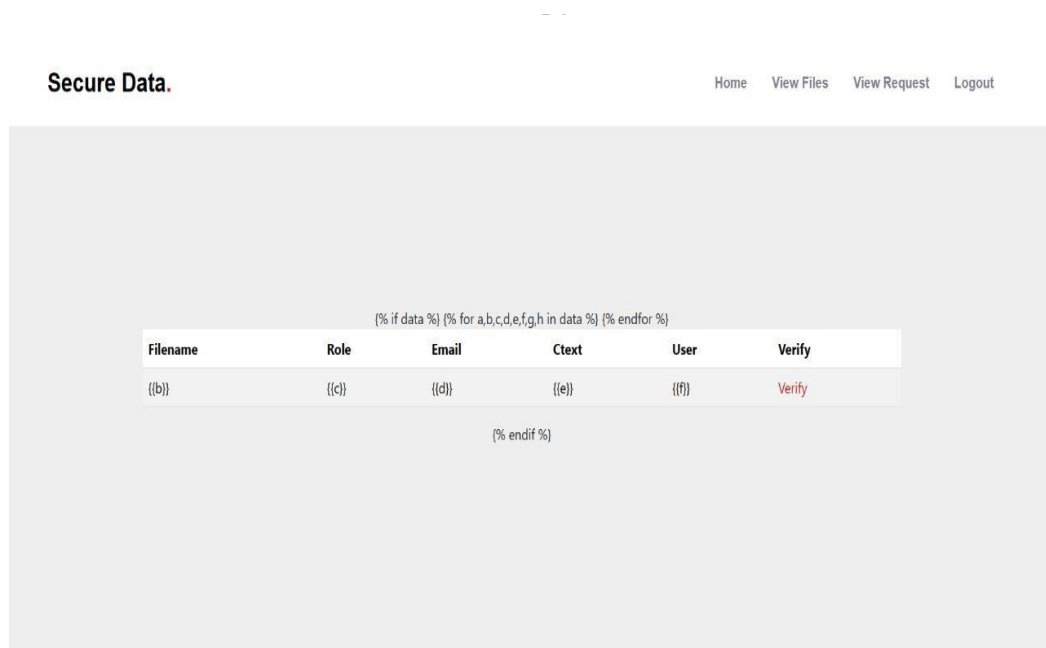 Secure Data.
Home View Files View Request Logout
{% if data %} {% for a,b,c,d,e,f,g,h in data %} {% endfor %}
Filename Role Email Ctext User Verify
{{b}} {{c}} {{d}} {{e}} {{f}} Verify
{% endif %}